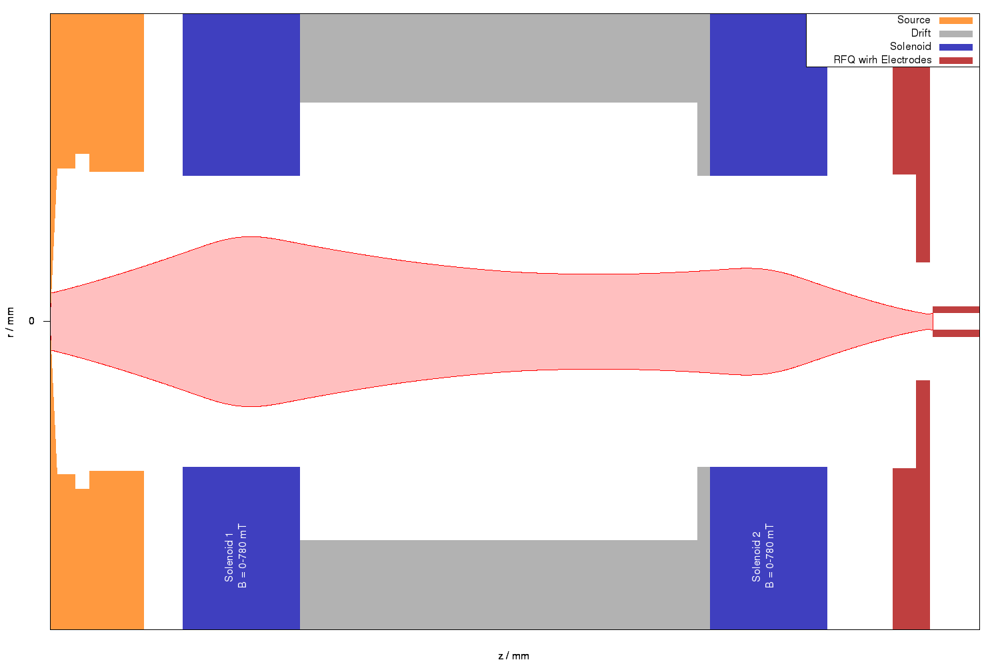 Source
Drift
Solenoid
RFQ wirh Electrodes
r / mm
0
Solenoid 1
B = 0-780 mT
Solenoid 2
B = 0-780 mT
z / mm